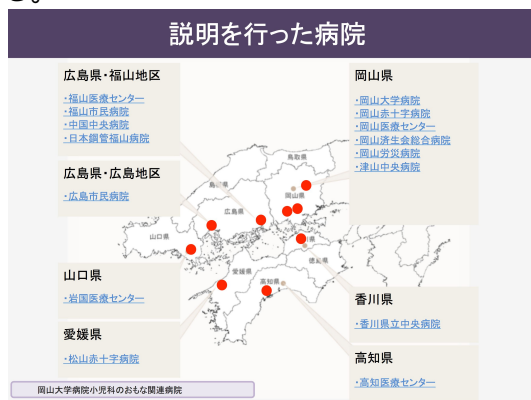 る。
説明を行った病院
広島県・福山地区
・福山医療センター
・福山市民病院
・中国中央病院
・日本鋼管福山病院
広島県・広島地区
・広島市民病院
山口県
・岩国医療センター
愛媛県
・松山赤十字病院
岡山県
・岡山大学病院
・岡山赤十字病院
・岡山医療センター
・岡山済生会総合病院
・岡山労災病院
・津山中央病院
香川県
・香川県立中央病院
高知県
・高知医療センター
鳥取県
岡山県
広島県
山口県
愛媛県
高知県
岡山大学病院小児科のおもな関連病院